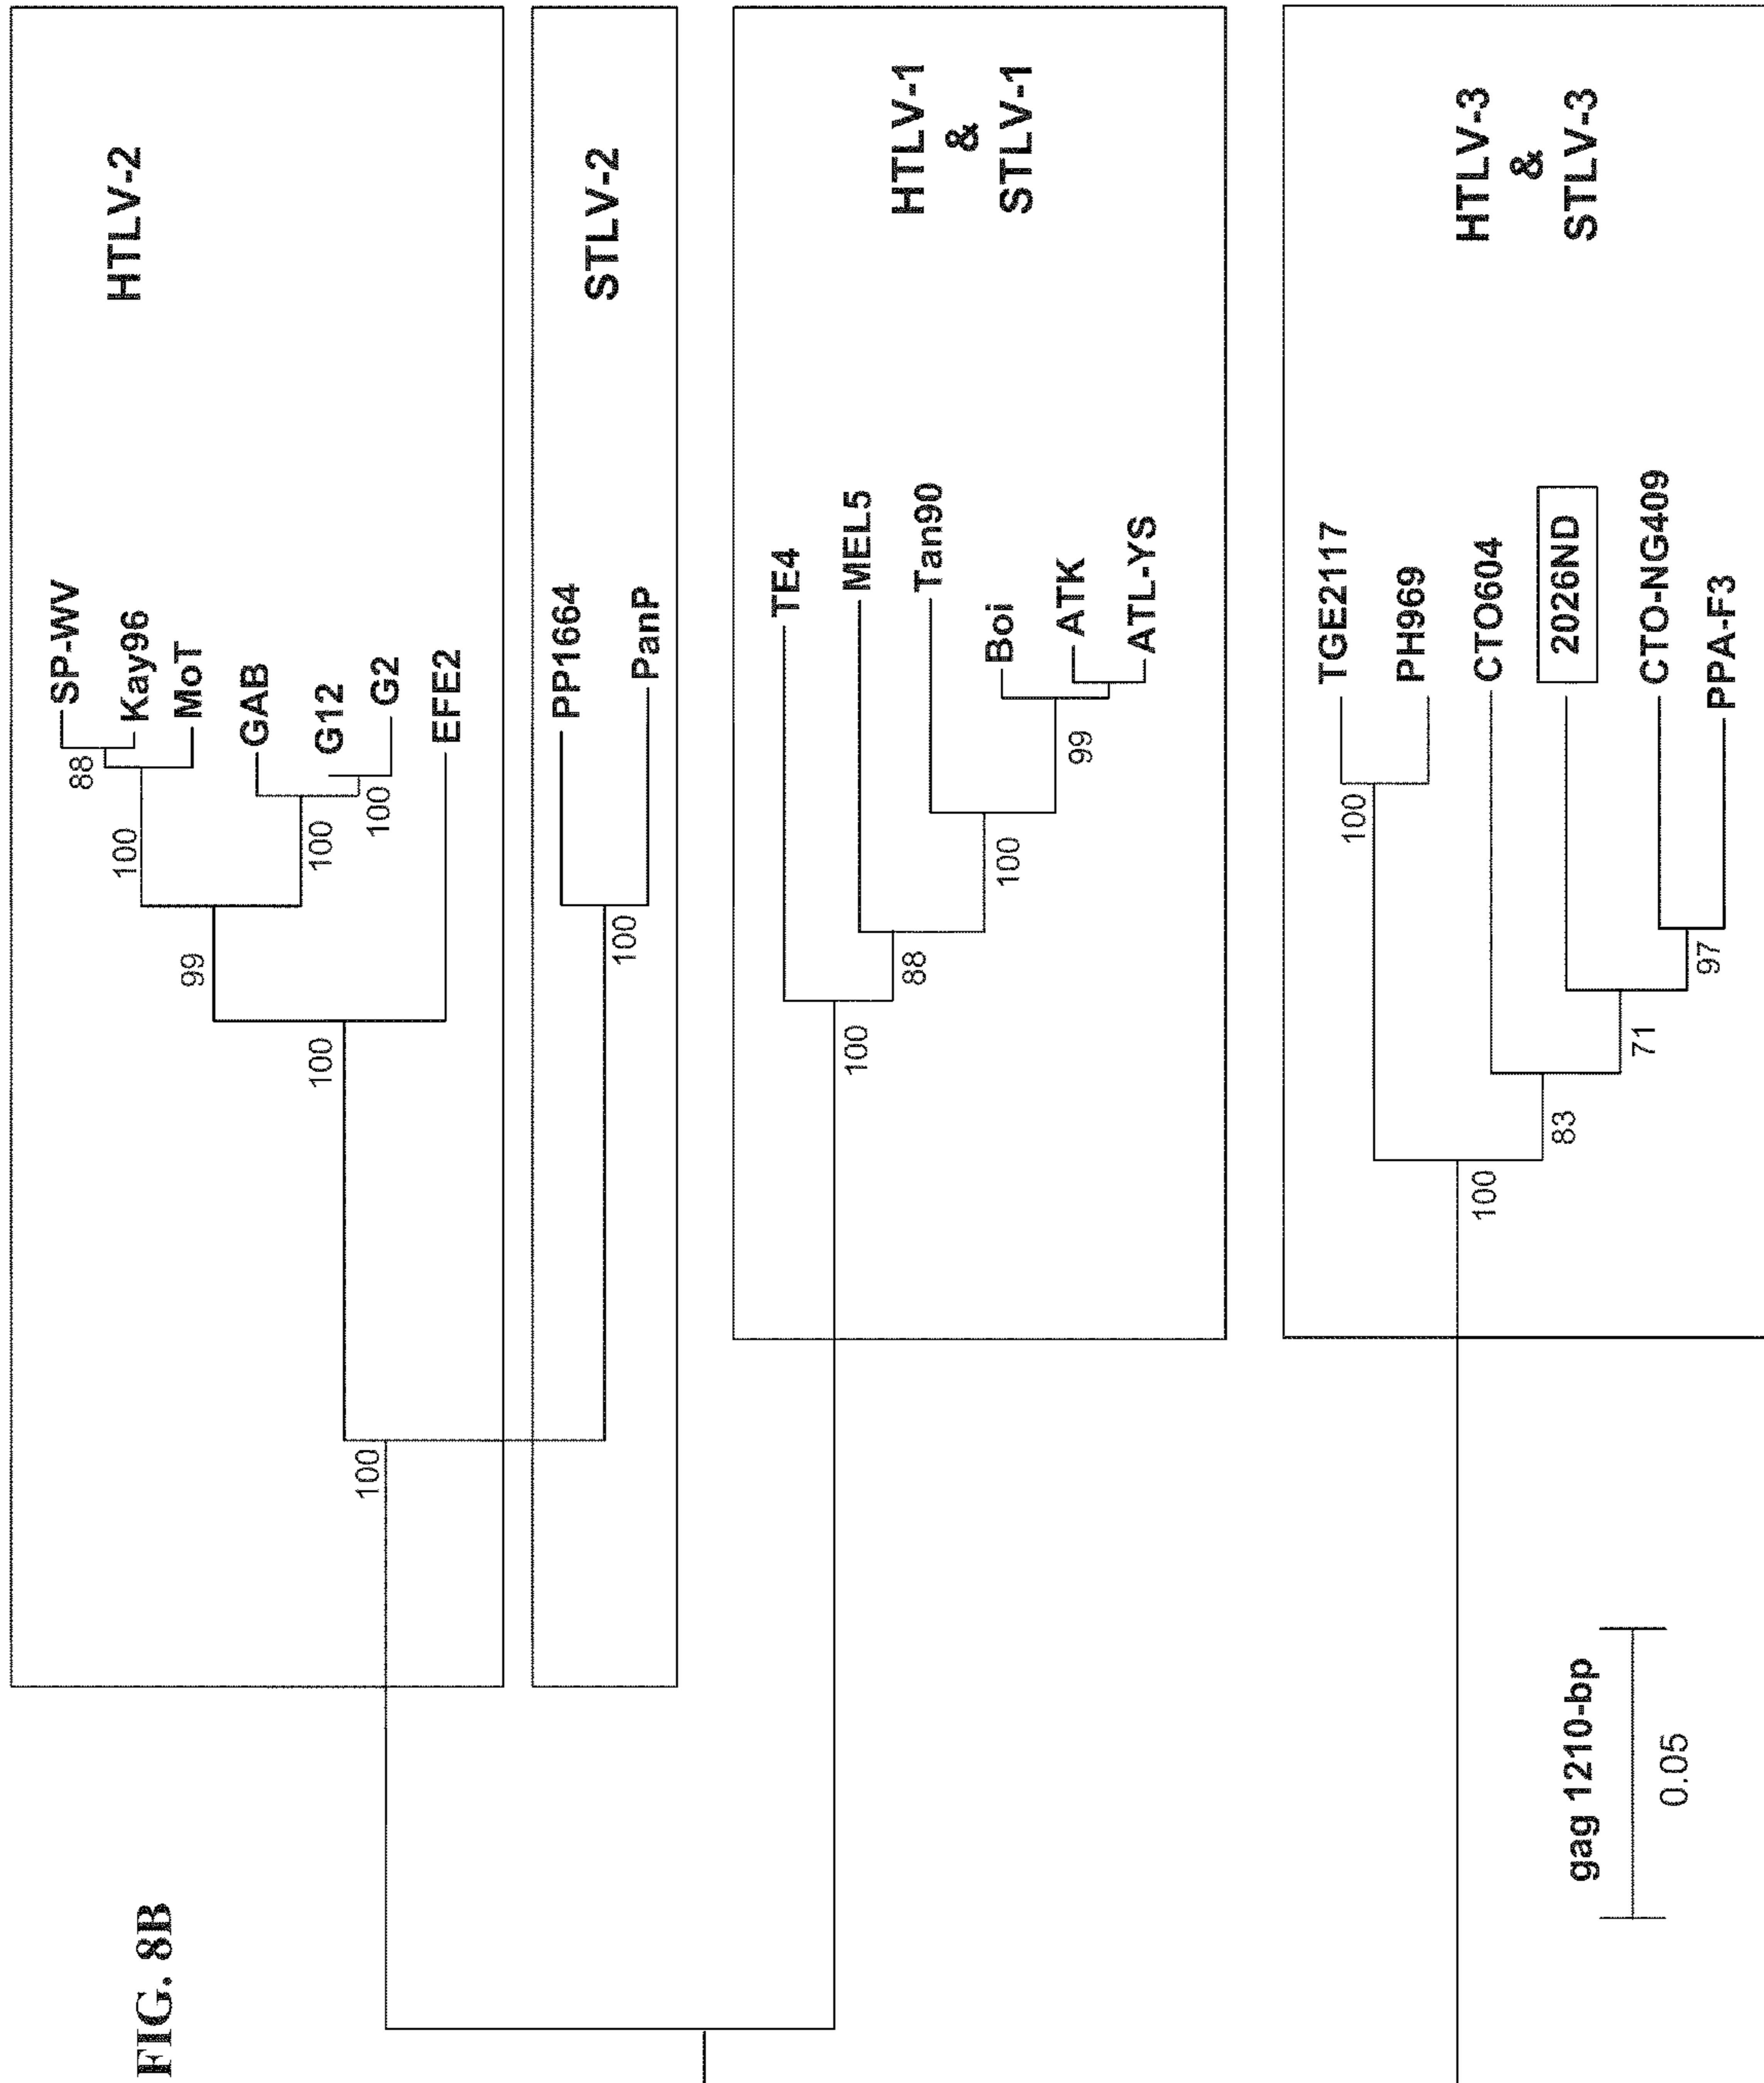 FIG. 8B
SP-WV
Kay96
MoT
GAB
G12
G2
EFE2
88
100
100
100
99
100
100
HTLV-2
PP1664
PanP
100
STLV-2
TE4
MEL5
Tan90
Boi
ATK
ATL-YS
99
100
88
100
HTLV-1
&
STLV-1
TGE2117
PH969
CTO604
2026ND
CTO-NG409
PPA-F3
100
97
71
83
100
HTLV-3
&
STLV-3
gag 1210-bp
0.05